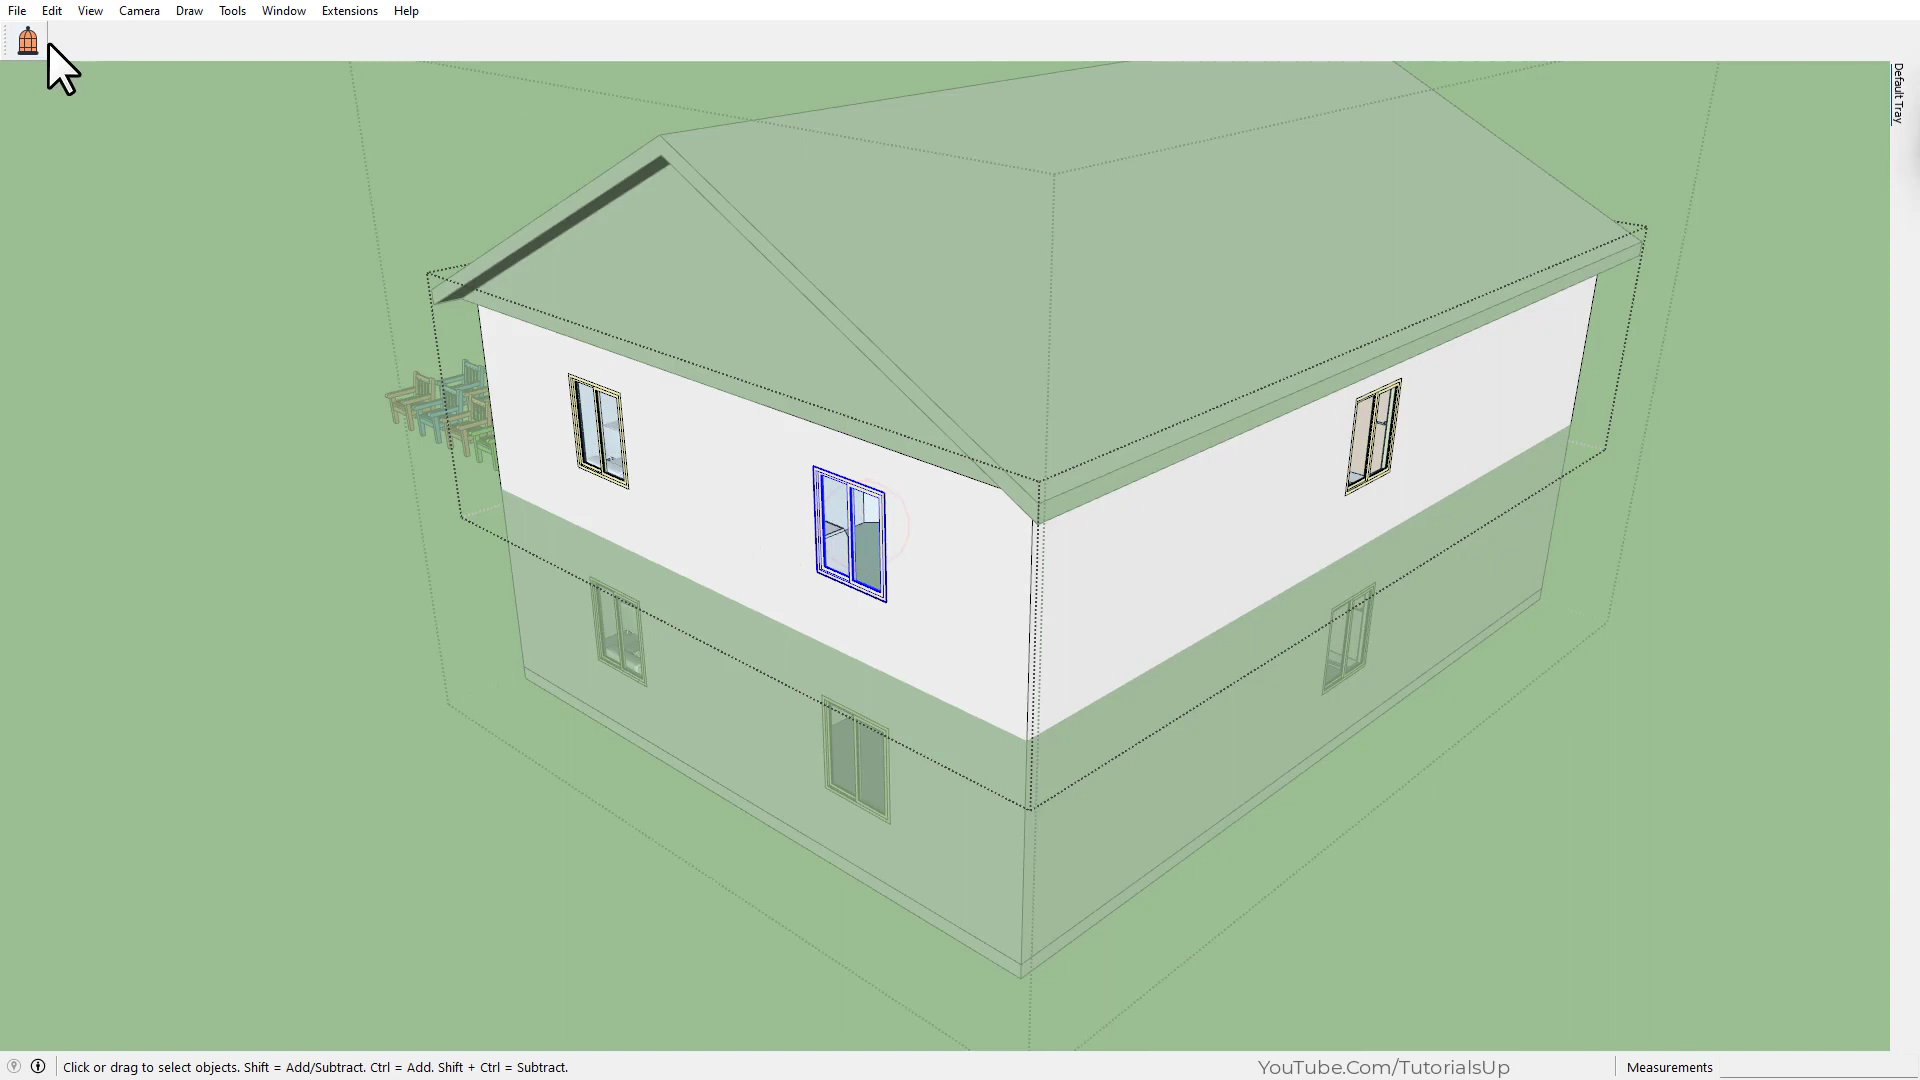 File Edit View Camera Draw Tools Window Extensions Help
Default Tray
Click or drag to select objects. Shift = Add/Subtract. Ctrl = Add. Shift + Ctrl = Subtract.
YouTube.Com/TutorialsUp
Measurements